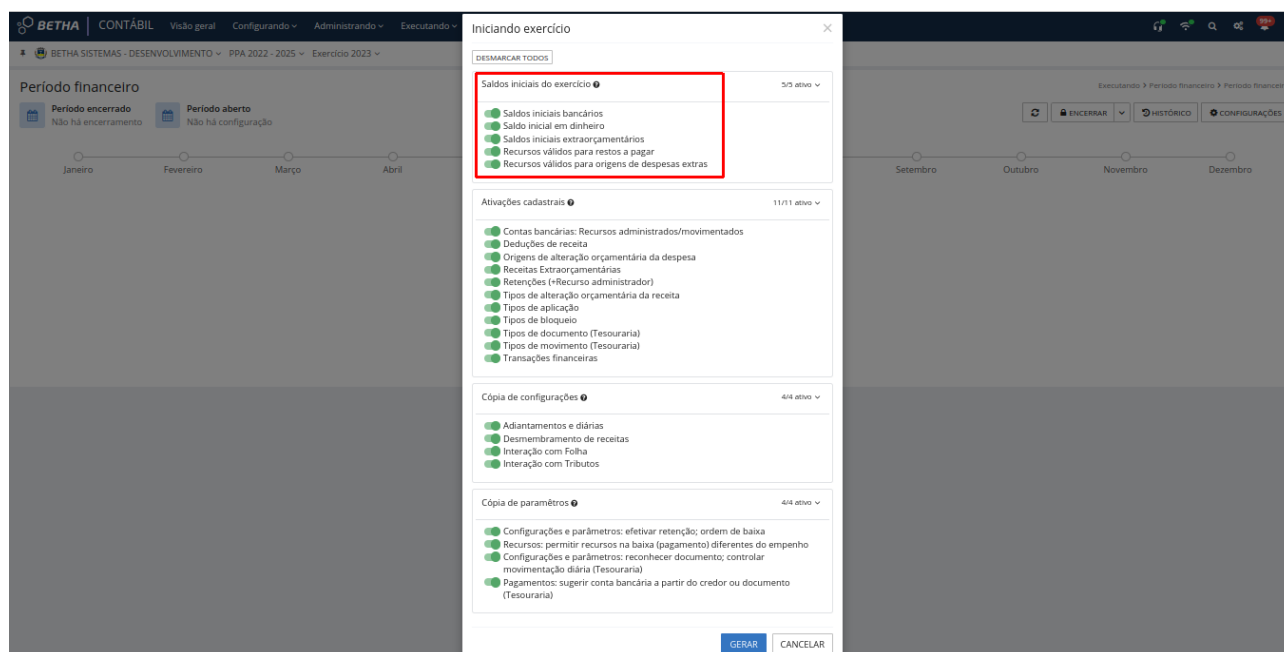 BETHA CONTÁBIL Visão geral Configurando Administrando Executando
99+
BETHA SISTEMAS - DESENVOLVIMENTO PPA 2022 - 2025 Exercício 2023
Período financeiro
Executando > Período financeiro > Período financeir
Período encerrado
Não há encerramento
Período aberto
Não há configuração
ENCERRAR HISTÓRICO CONFIGURAÇÕES
Janeiro Fevereiro Março Abril Setembro Outubro Novembro Dezembro
Iniciando exercício ×
DESMARCAR TODOS
Saldos iniciais do exercício 5/5 ativo
Saldos iniciais bancários
Saldo inicial em dinheiro
Saldos iniciais extraorçamentários
Recursos válidos para restos a pagar
Recursos válidos para origens de despesas extras
Ativações cadastrais 11/11 ativo
Contas bancárias: Recursos administrados/movimentados
Deduções de receita
Origens de alteração orçamentária da despesa
Receitas Extraorçamentárias
Retenções (+Recurso administrador)
Tipos de alteração orçamentária da receita
Tipos de aplicação
Tipos de bloqueio
Tipos de documento (Tesouraria)
Tipos de movimento (Tesouraria)
Transações financeiras
Cópia de configurações 4/4 ativo
Adiantamentos e diárias
Desmembramento de receitas
Interação com Folha
Interação com Tributos
Cópia de paramêtros 4/4 ativo
Configurações e parâmetros: efetivar retenção; ordem de baixa
Recursos: permitir recursos na baixa (pagamento) diferentes do empenho
Configurações e parâmetros: reconhecer documento; controlar
movimentação diária (Tesouraria)
Pagamentos: sugerir conta bancária a partir do credor ou documento
(Tesouraria)
GERAR CANCELAR